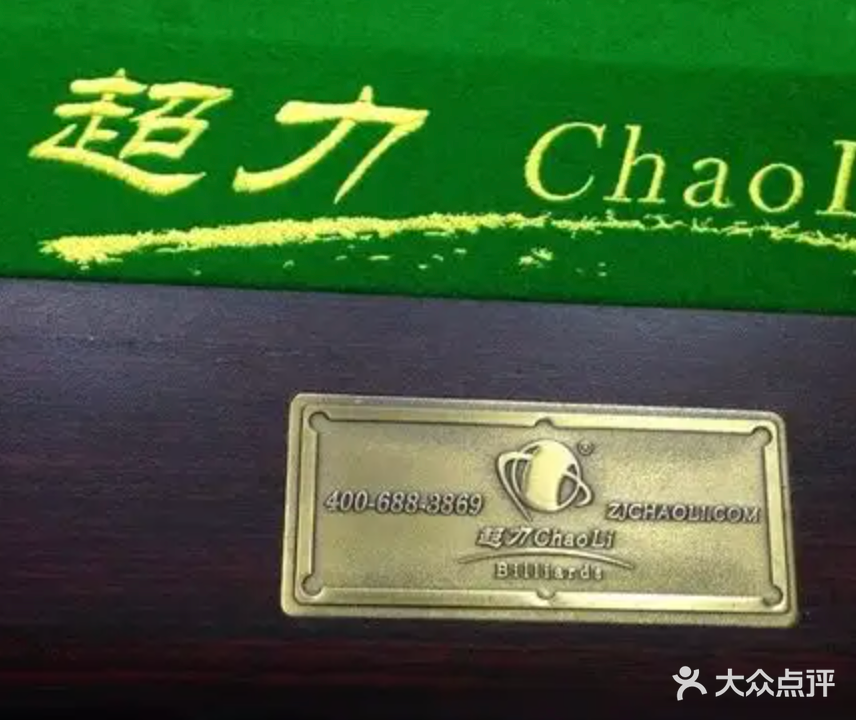 超力 ChaoL
®
400-688-3869
ZJCHAOLI.COM
超力ChaoLi
Billiards
大众点评